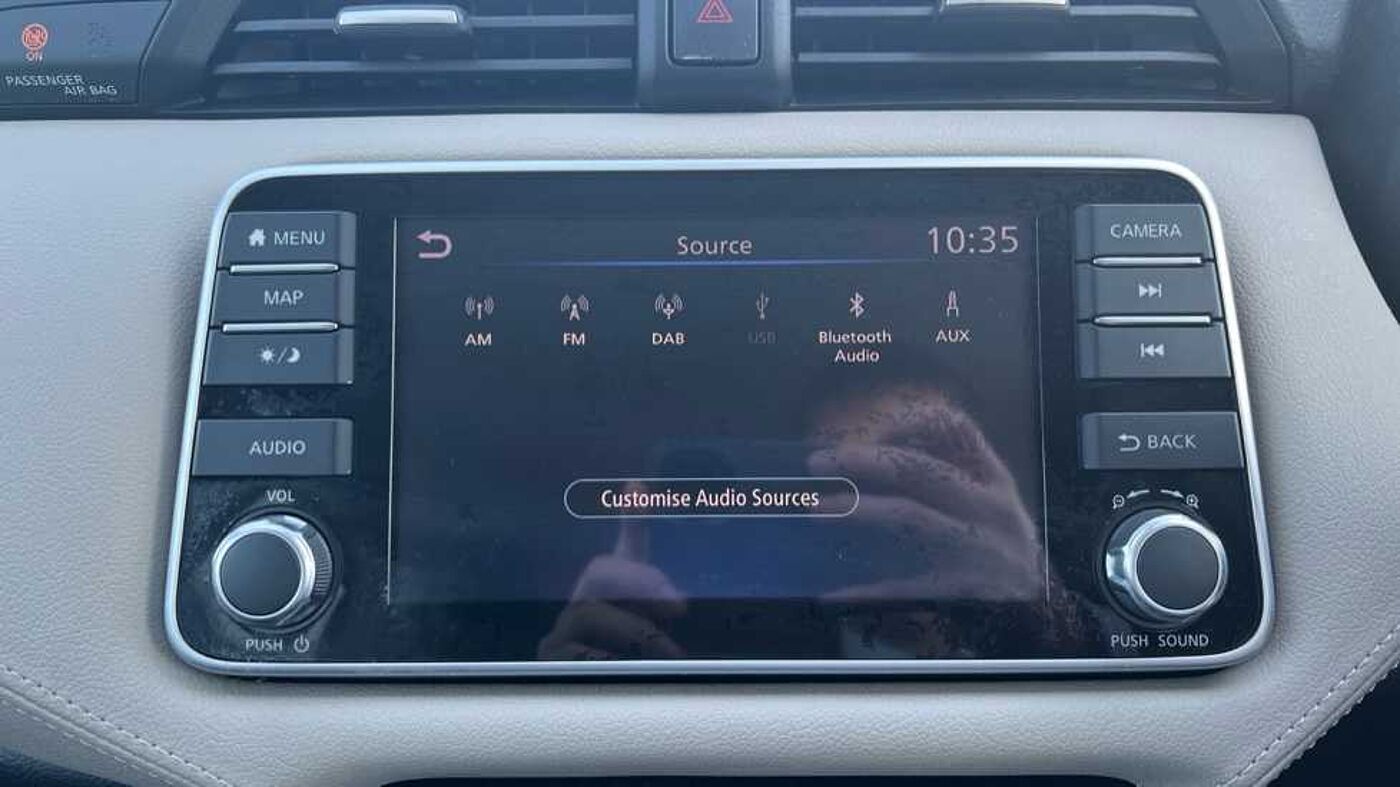 ON
PASSENGER
AIR BAG
MENU
MAP
AUDIO
VOL
PUSH
Source
10:35
AM
FM
DAB
USB
Bluetooth
Audio
AUX
Customise Audio Sources
CAMERA
BACK
PUSH SOUND